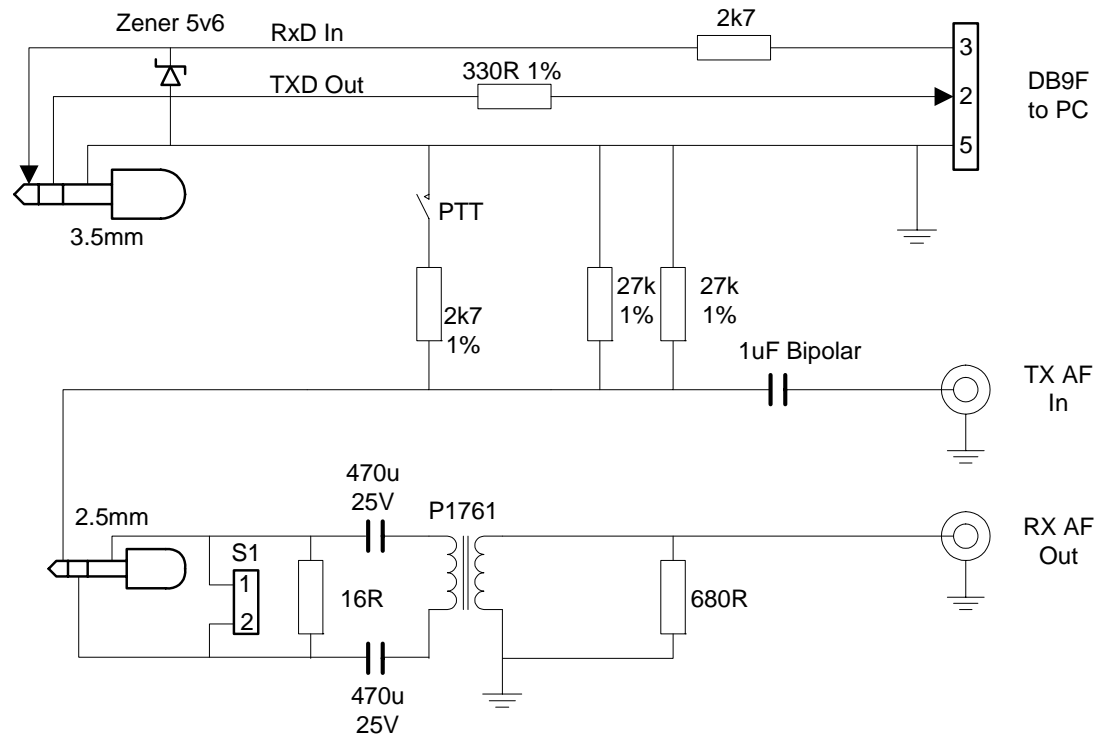 Zener 5v6
RxD In
2k7
3
TXD Out
330R 1%
2
DB9F
to PC
5
PTT
3.5mm
2k7
1%
27k
1%
27k
1%
1uF Bipolar
TX AF
In
470u
25V
2.5mm
P1761
S1
1
2
16R
680R
RX AF
Out
470u
25V